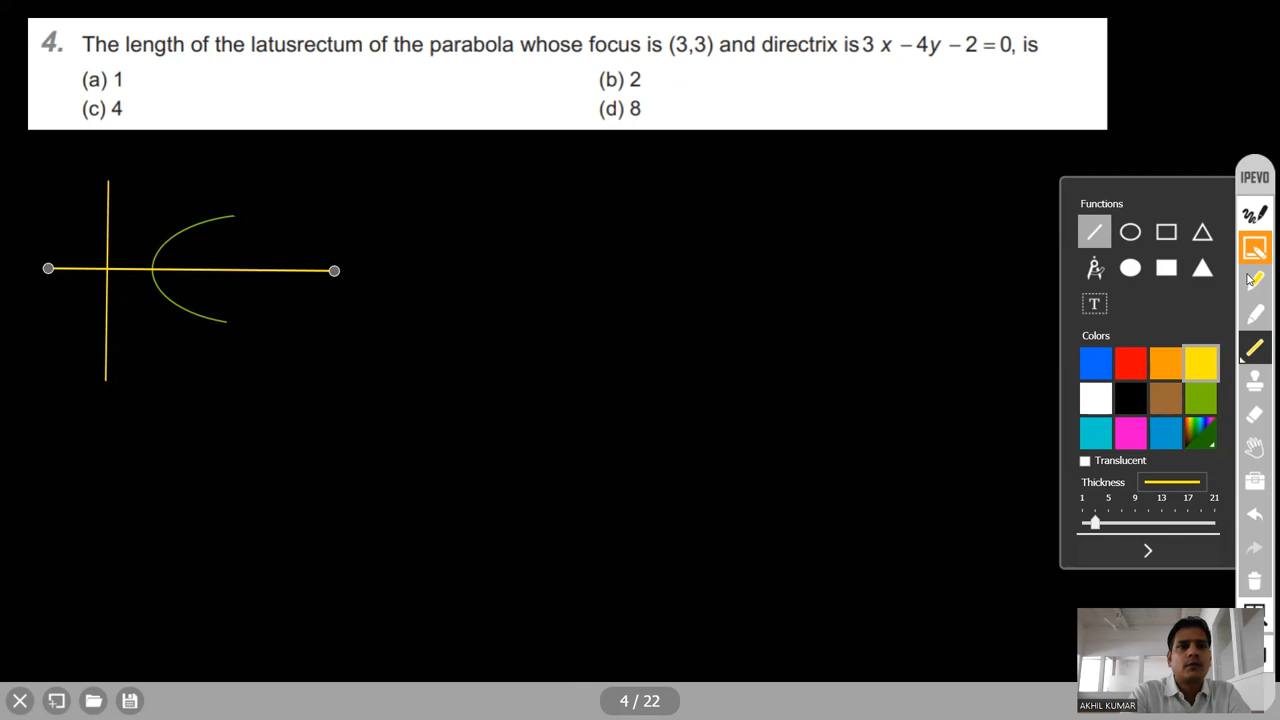 4. The length of the latusrectum of the parabola whose focus is (3,3) and directrix is 3 x − 4y − 2 = 0, is
(a) 1 (b) 2
(c) 4 (d) 8
IPEVO
Functions
T
Colors
Translucent
Thickness
1 5 9 13 17 21
4 / 22
AKHIL KUMAR